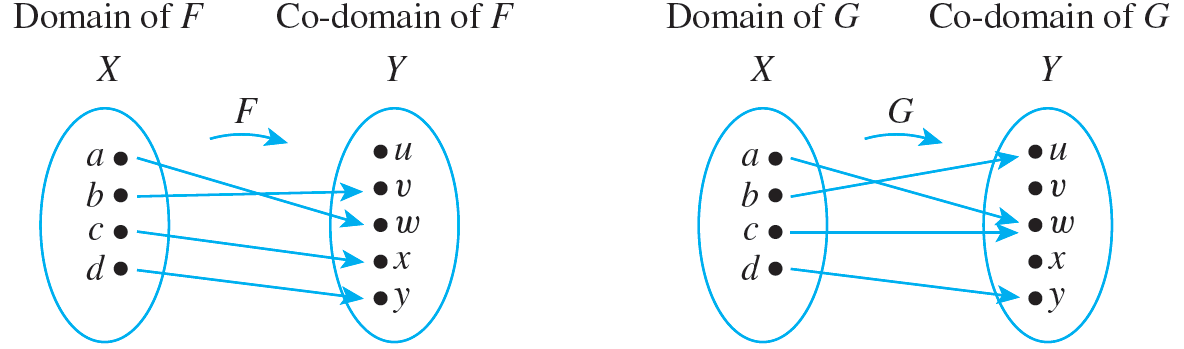 Domain of F Co-domain of F
X Y
F
a
b
c
d
u
v
w
x
y
Domain of G Co-domain of G
X Y
G
a
b
c
d
u
v
w
x
y